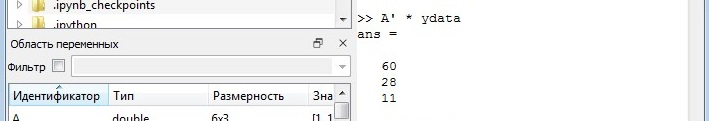 .ipynb_checkpoints
.ipython
Область переменных
Фильтр
Идентификатор Тип Размерность Зна
A double 6x3 [1, 1
>> A' * ydata
ans =
60
28
11